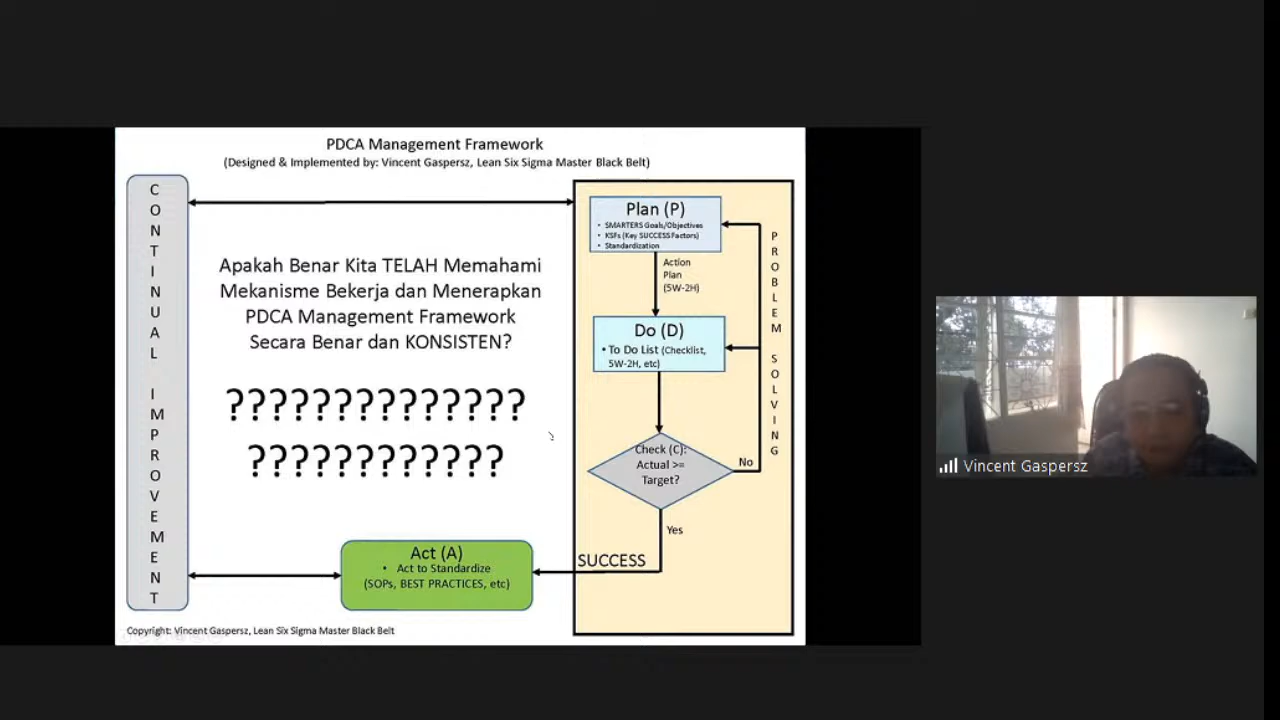 PDCA Management Framework
(Designed & Implemented by: Vincent Gaspersz, Lean Six Sigma Master Black Belt)
CONTINUAL IMPROVEMENT
Apakah Benar Kita TELAH Memahami
Mekanisme Bekerja dan Menerapkan
PDCA Management Framework
Secara Benar dan KONSISTEN?
??????????????
????????????
Plan (P)
• SMARTERS Goals/Objectives
• KSFs (Key SUCCESS Factors)
• Standardization
Action
Plan
(5W-2H)
Do (D)
• To Do List (Checklist,
5W-2H, etc)
Check (C):
Actual >=
Target?
No
Yes
PROBLEM SOLVING
SUCCESS
Act (A)
• Act to Standardize
(SOPs, BEST PRACTICES, etc)
Copyright: Vincent Gaspersz, Lean Six Sigma Master Black Belt
Vincent Gaspersz